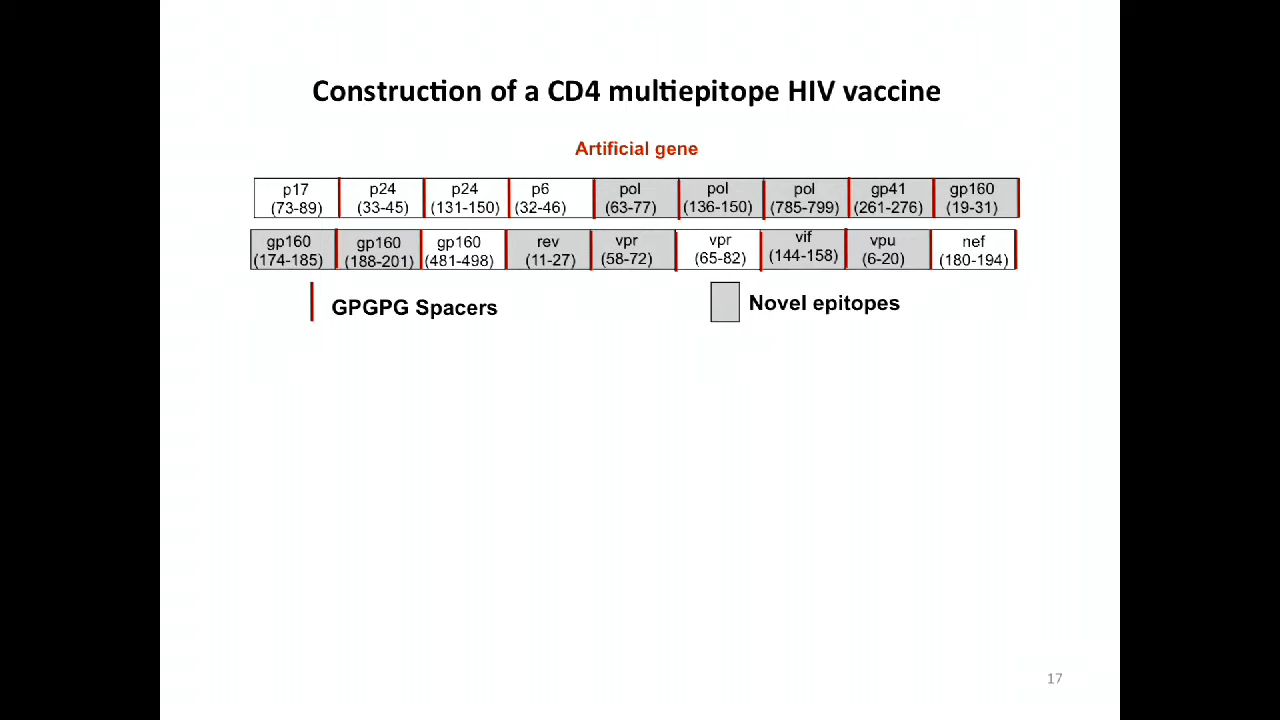 Construction of a CD4 multiepitope HIV vaccine
Artificial gene
p17 p24 p24 p6 pol pol pol gp41 gp160
(73-89) (33-45) (131-150) (32-46) (63-77) (136-150) (785-799) (261-276) (19-31)
gp160 gp160 gp160 rev vpr vpr vif vpu nef
(174-185) (188-201) (481-498) (11-27) (58-72) (65-82) (144-158) (6-20) (180-194)
GPGPG Spacers Novel epitopes
17